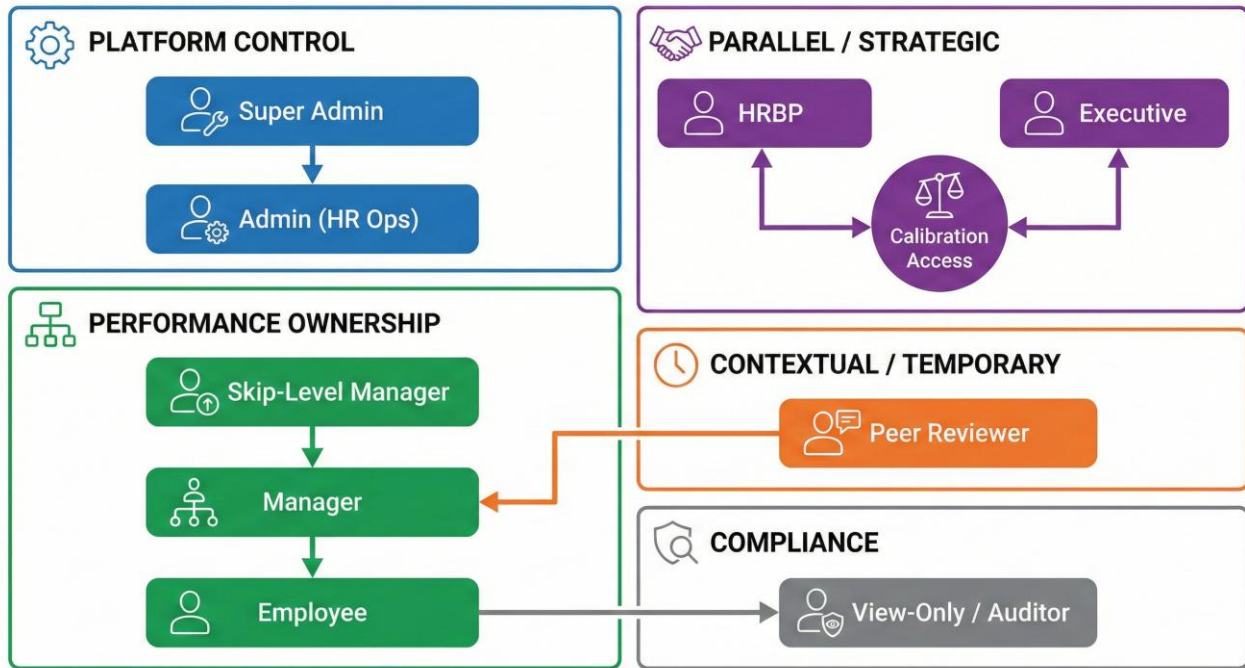 PLATFORM CONTROL
Super Admin
Admin (HR Ops)
PARALLEL / STRATEGIC
HRBP
Executive
Calibration
Access
PERFORMANCE OWNERSHIP
Skip-Level Manager
Manager
Employee
CONTEXTUAL / TEMPORARY
Peer Reviewer
COMPLIANCE
View-Only / Auditor